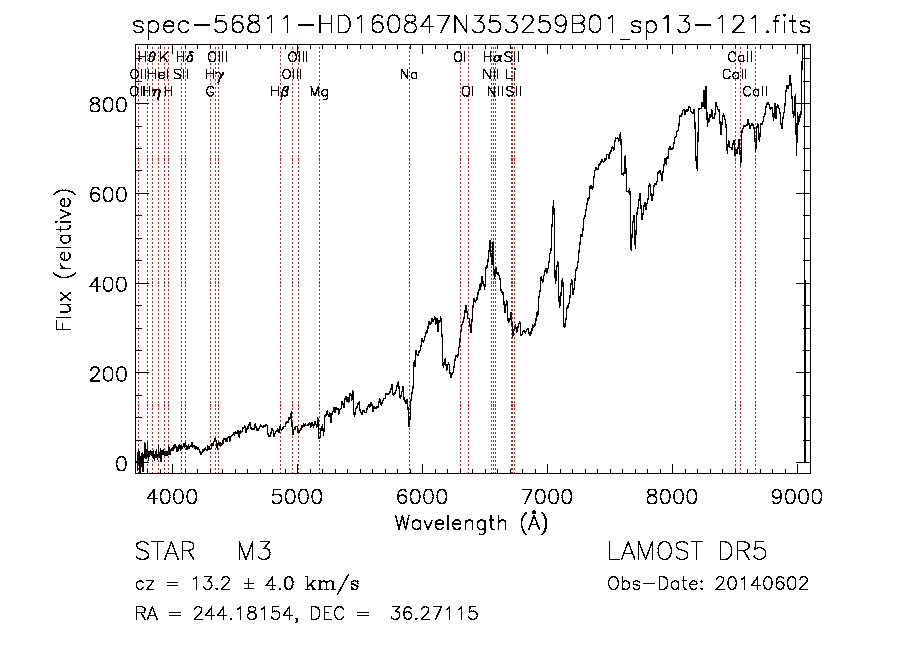 spec-56811-HD160847N353259B01_sp13-121.fits
Hθ K Hδ OIII OIII OI Hα SII CaII
OII HeI SII Hγ OIII Na NII Li CaII
OII Hη H G Hβ Mg OI NII SII CaII
Flux (relative)
800
600
400
200
0
4000 5000 6000 7000 8000 9000
Wavelength (Å)
STAR M3 LAMOST DR5
cz = 13.2 ± 4.0 km/s Obs-Date: 20140602
RA = 244.18154, DEC = 36.27115